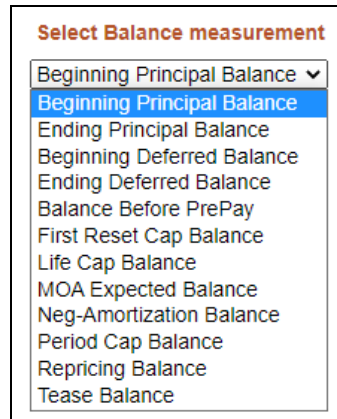 Select Balance measurement
Beginning Principal Balance
Beginning Principal Balance
Ending Principal Balance
Beginning Deferred Balance
Ending Deferred Balance
Balance Before PrePay
First Reset Cap Balance
Life Cap Balance
MOA Expected Balance
Neg-Amortization Balance
Period Cap Balance
Repricing Balance
Tease Balance